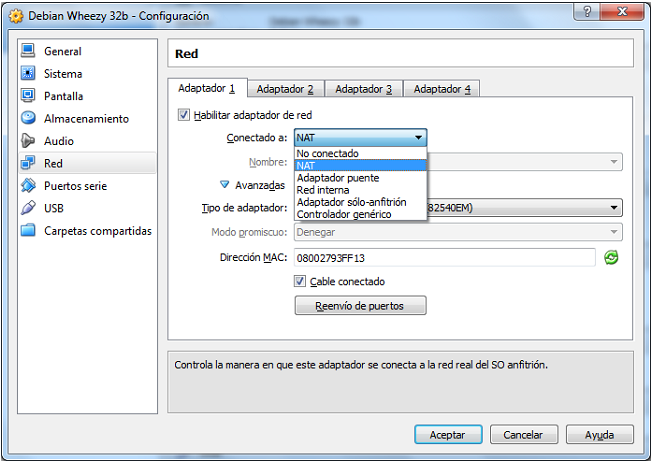 Debian Wheezy 32b - Configuración
General
Sistema
Pantalla
Almacenamiento
Audio
Red
Puertos serie
USB
Carpetas compartidas
Red
Adaptador 1
Adaptador 2
Adaptador 3
Adaptador 4
Habilitar adaptador de red
Conectado a: NAT
No conectado
NAT
Adaptador puente
Red interna
Adaptador sólo-anfitrión
Controlador genérico
Nombre:
Avanzadas
Tipo de adaptador: 82540EM)
Modo promiscuo: Denegar
Dirección MAC: 08002793FF13
Cable conectado
Reenvío de puertos
Controla la manera en que este adaptador se conecta a la red real del SO anfitrión.
Aceptar
Cancelar
Ayuda